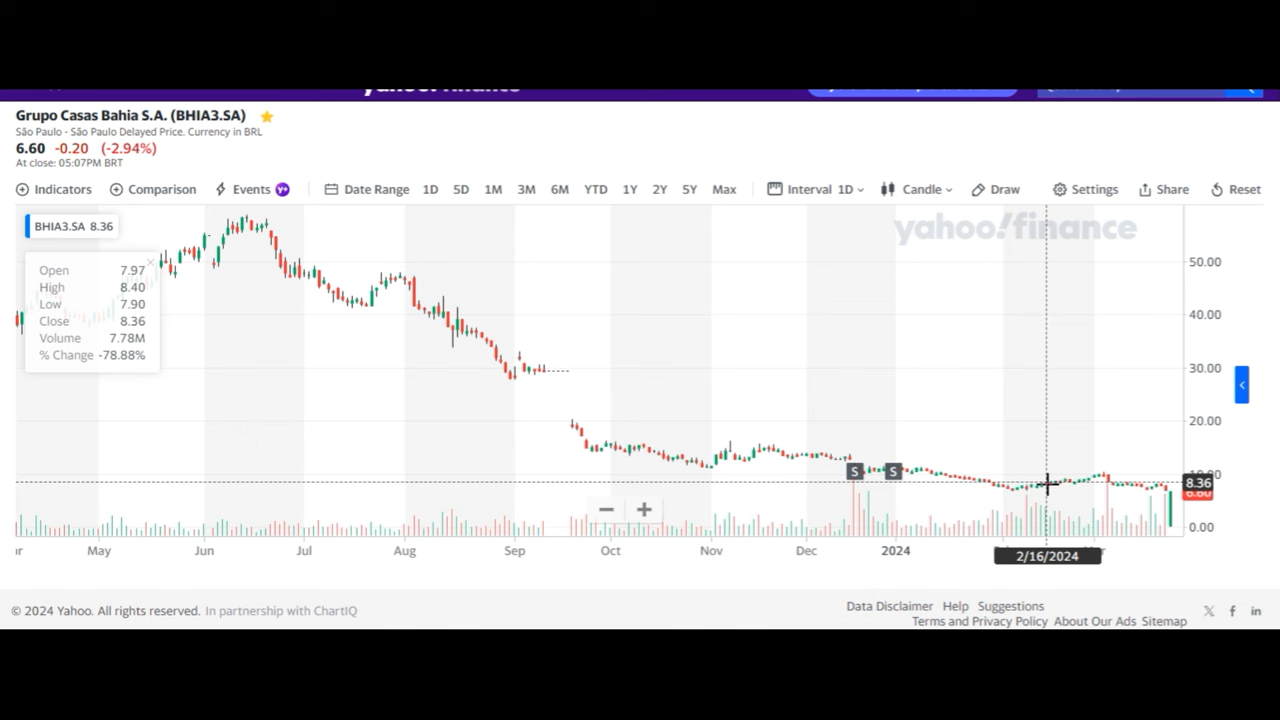 yahoo! finance
Grupo Casas Bahia S.A. (BHIA3.SA)
São Paulo - São Paulo Delayed Price. Currency in BRL
6.60 -0.20 (-2.94%)
At close: 05:07PM BRT
Indicators Comparison Events Y+ Date Range 1D 5D 1M 3M 6M YTD 1Y 2Y 5Y Max Interval 1D Candle Draw Settings Share Reset
BHIA3.SA 8.36
yahoo!finance
Open 7.97
High 8.40
Low 7.90
Close 8.36
Volume 7.78M
% Change -78.88%
50.00
40.00
30.00
20.00
10.00
S S
8.36
6.60
0.00
May Jun Jul Aug Sep Oct Nov Dec 2024
2/16/2024
© 2024 Yahoo. All rights reserved. In partnership with ChartIQ
Data Disclaimer Help Suggestions
Terms and Privacy Policy About Our Ads Sitemap